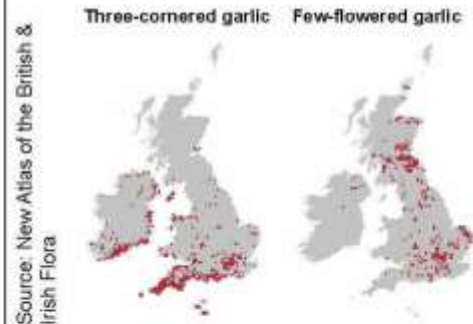 Three-cornered garlic
Few-flowered garlic
Source: New Atlas of the British &
Irish Flora